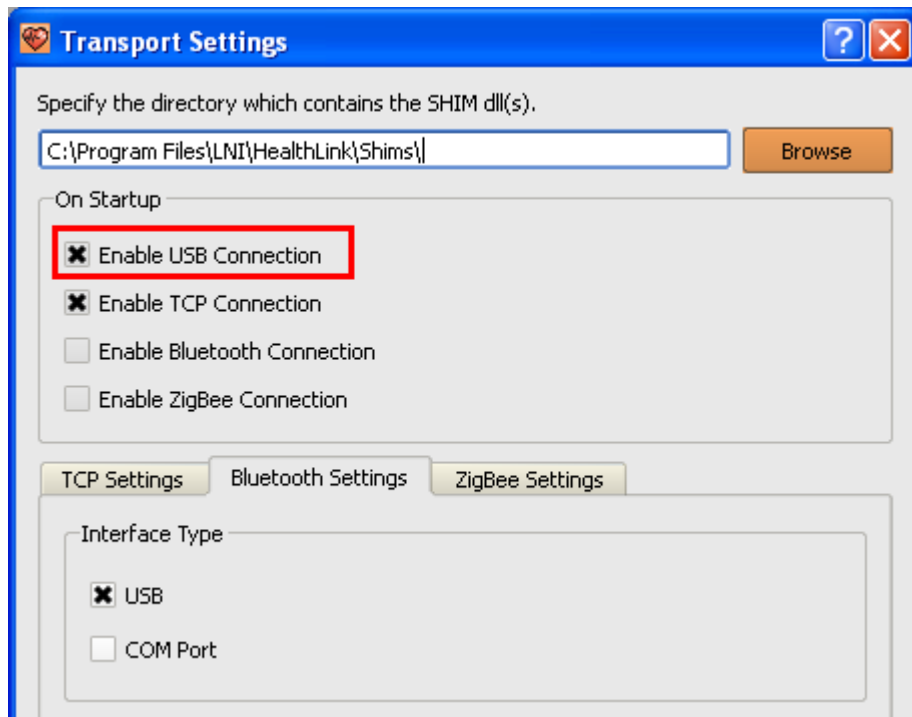 Transport Settings
Specify the directory which contains the SHIM dll(s).
C:\Program Files\LNI\HealthLink\Shims\
Browse
On Startup
Enable USB Connection
Enable TCP Connection
Enable Bluetooth Connection
Enable ZigBee Connection
TCP Settings Bluetooth Settings ZigBee Settings
Interface Type
USB
COM Port